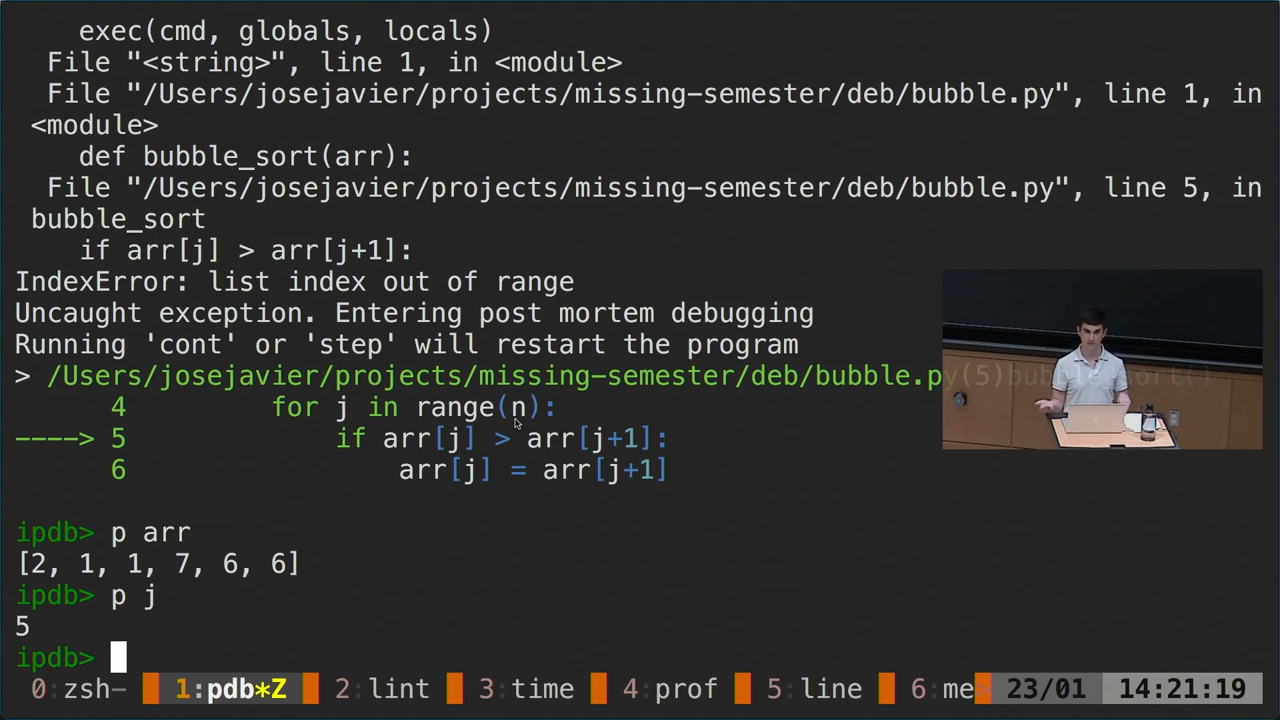 exec(cmd, globals, locals)
File "<string>", line 1, in <module>
File "/Users/josejavier/projects/missing-semester/deb/bubble.py", line 1, in
<module>
def bubble_sort(arr):
File "/Users/josejavier/projects/missing-semester/deb/bubble.py", line 5, in
bubble_sort
if arr[j] > arr[j+1]:
IndexError: list index out of range
Uncaught exception. Entering post mortem debugging
Running 'cont' or 'step' will restart the program
> /Users/josejavier/projects/missing-semester/deb/bubble.py(5)bubble_sort()
4 for j in range(n):
----> 5 if arr[j] > arr[j+1]:
6 arr[j] = arr[j+1]
ipdb> p arr
[2, 1, 1, 7, 6, 6]
ipdb> p j
5
ipdb>
0:zsh- 1:pdb*Z 2:lint 3:time 4:prof 5:line 6:me 23/01 14:21:19